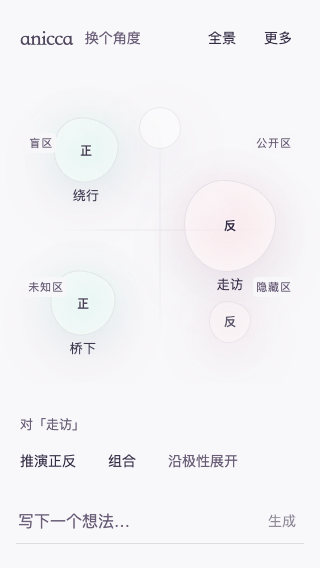 anicca 换个角度 全景 更多
盲区 正 公开区
绕行
反
未知区 正 走访 隐藏区
反
桥下
对「走访」
推演正反 组合 沿极性展开
写下一个想法... 生成